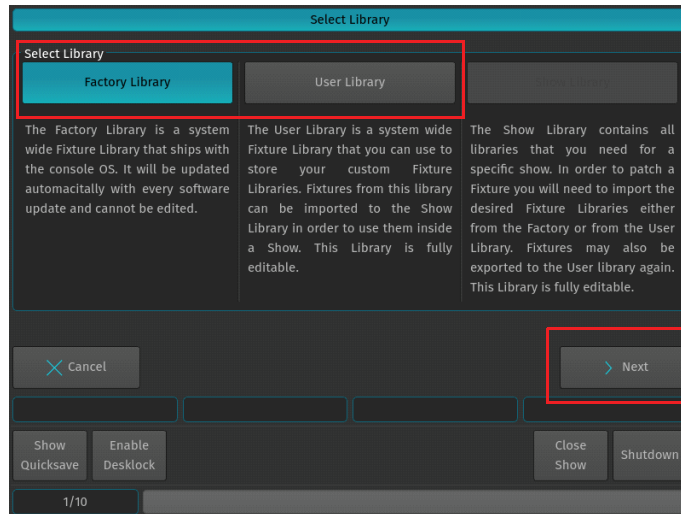 Select Library
Select Library
Factory Library
User Library
Show Library
The Factory Library is a system
wide Fixture Library that ships with
the console OS. It will be updated
automacitally with every software
update and cannot be edited.
The User Library is a system wide
Fixture Library that you can use to
store your custom Fixture
Libraries. Fixtures from this library
can be imported to the Show
Library in order to use them inside
a Show. This Library is fully
editable.
The Show Library contains all
libraries that you need for a
specific show. In order to patch a
Fixture you will need to import the
desired Fixture Libraries either
from the Factory or from the User
Library. Fixtures may also be
exported to the User library again.
This Library is fully editable.
Cancel
Next
Show
Quicksave
Enable
Desklock
Close
Show
Shutdown
1/10